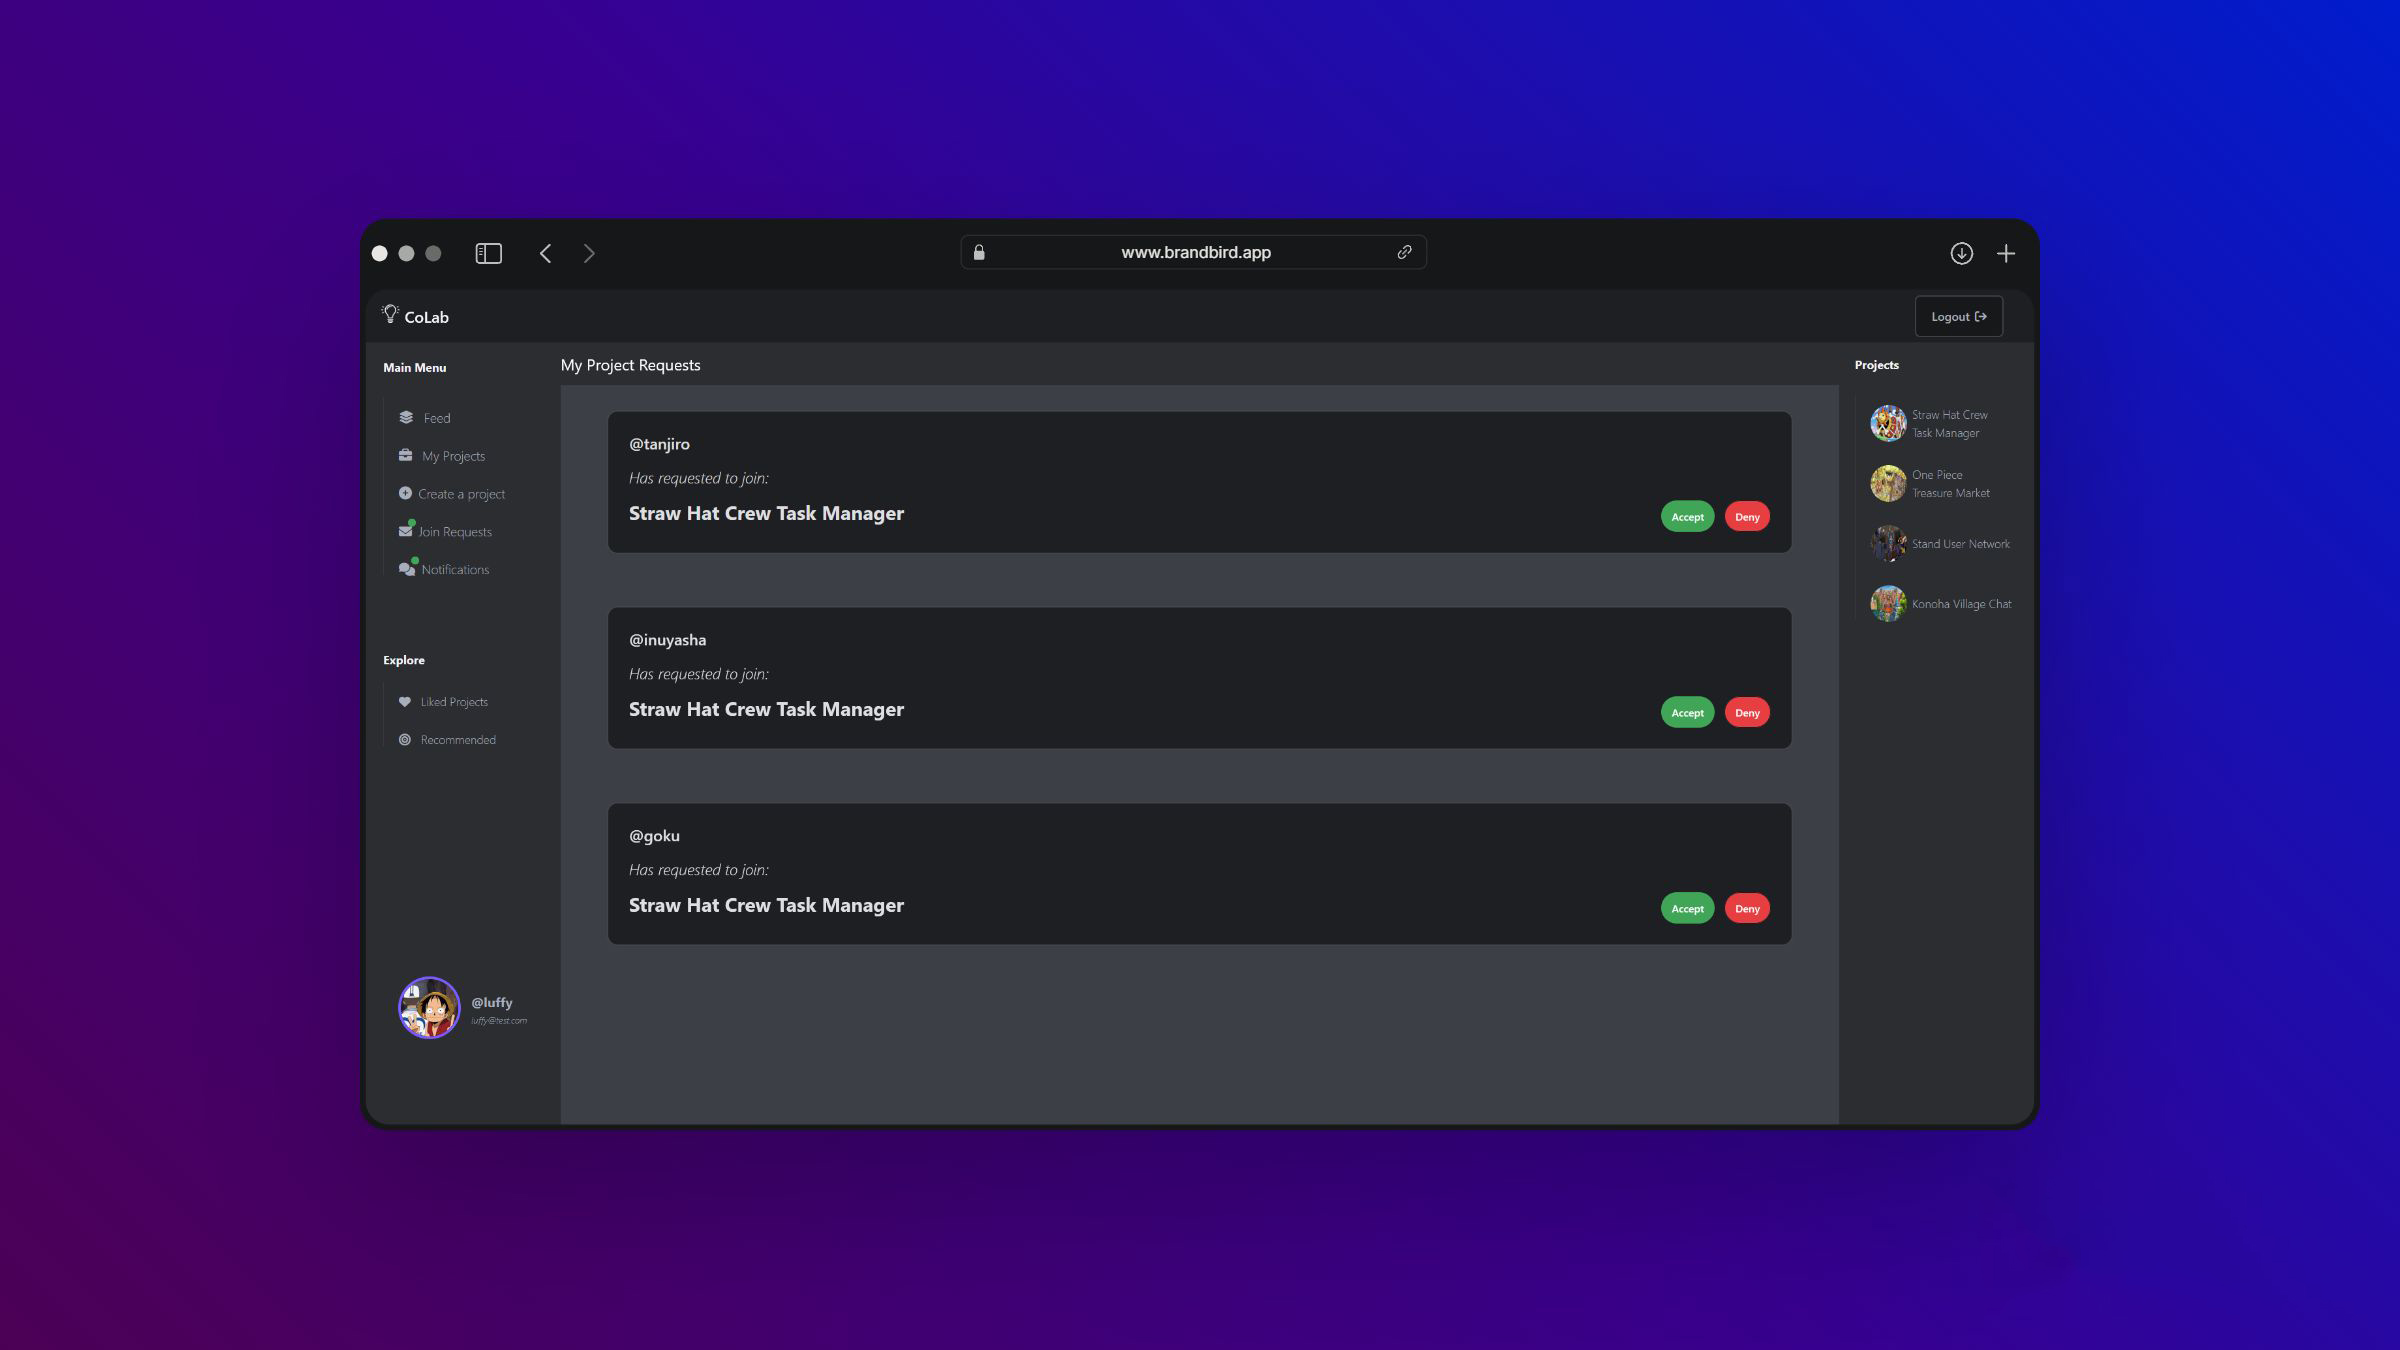 www.brandbird.app
CoLab
Logout
Main Menu
Feed
My Projects
Create a project
Join Requests
Notifications
Explore
Liked Projects
Recommended
@luffy
luffy@test.com
My Project Requests
@tanjiro
Has requested to join:
Straw Hat Crew Task Manager
Accept
Deny
@inuyasha
Has requested to join:
Straw Hat Crew Task Manager
Accept
Deny
@goku
Has requested to join:
Straw Hat Crew Task Manager
Accept
Deny
Projects
Straw Hat Crew
Task Manager
One Piece
Treasure Market
Stand User Network
Konoha Village Chat